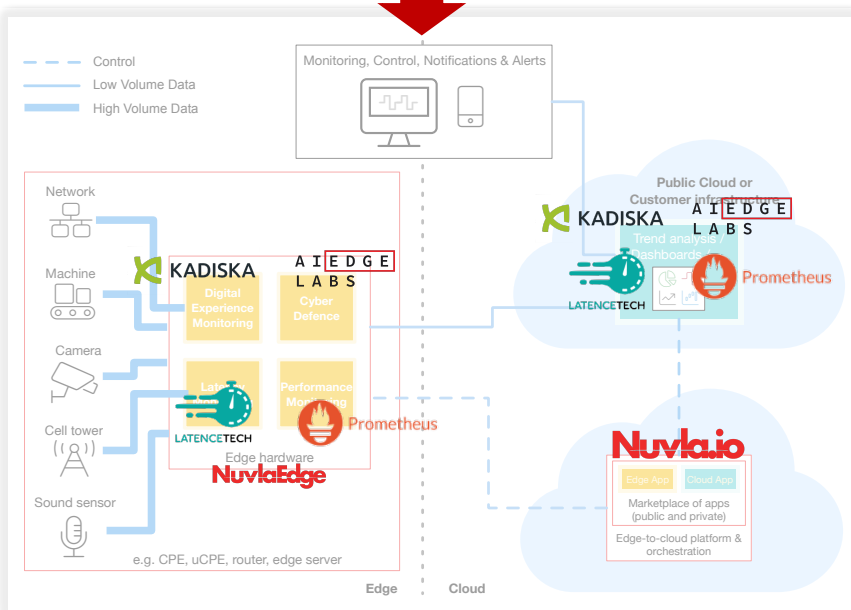 Control
Low Volume Data
High Volume Data
Monitoring, Control, Notifications & Alerts
Network
Machine
Camera
Cell tower
Sound sensor
KADISKA
AIEDGE
LABS
Digital
Experience
Monitoring
Cyber
Defence
LATENCETECH
Performance
Prometheus
Edge hardware
NuvlaEdge
e.g. CPE, uCPE, router, edge server
Edge
Cloud
Public Cloud or
Customer infrastructure
KADISKA
AIEDGE
LABS
Trend analysis /
Dashboards
LATENCETECH
Prometheus
Nuvla.io
Edge App
Cloud App
Marketplace of apps
(public and private)
Edge-to-cloud platform &
orchestration